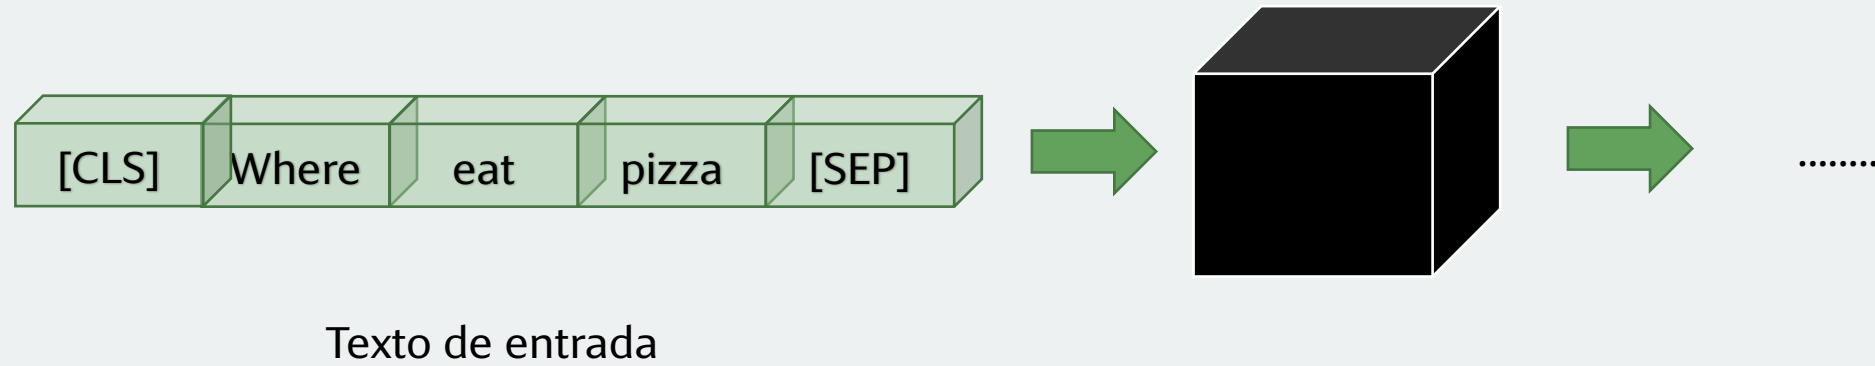 [CLS] Where eat pizza [SEP] ........
Texto de entrada